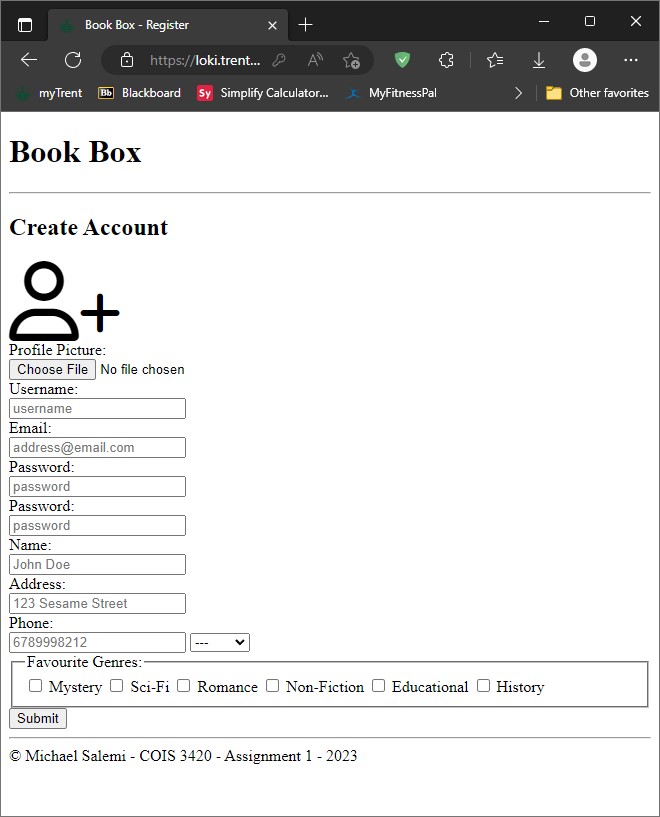 Book Box - Register
https://loki.trent...
myTrent Blackboard Simplify Calculator... MyFitnessPal Other favorites
Book Box
Create Account
Profile Picture:
Choose File No file chosen
Username:
username
Email:
address@email.com
Password:
password
Password:
password
Name:
John Doe
Address:
123 Sesame Street
Phone:
6789998212 ---
Favourite Genres:
Mystery Sci-Fi Romance Non-Fiction Educational History
Submit
© Michael Salemi - COIS 3420 - Assignment 1 - 2023